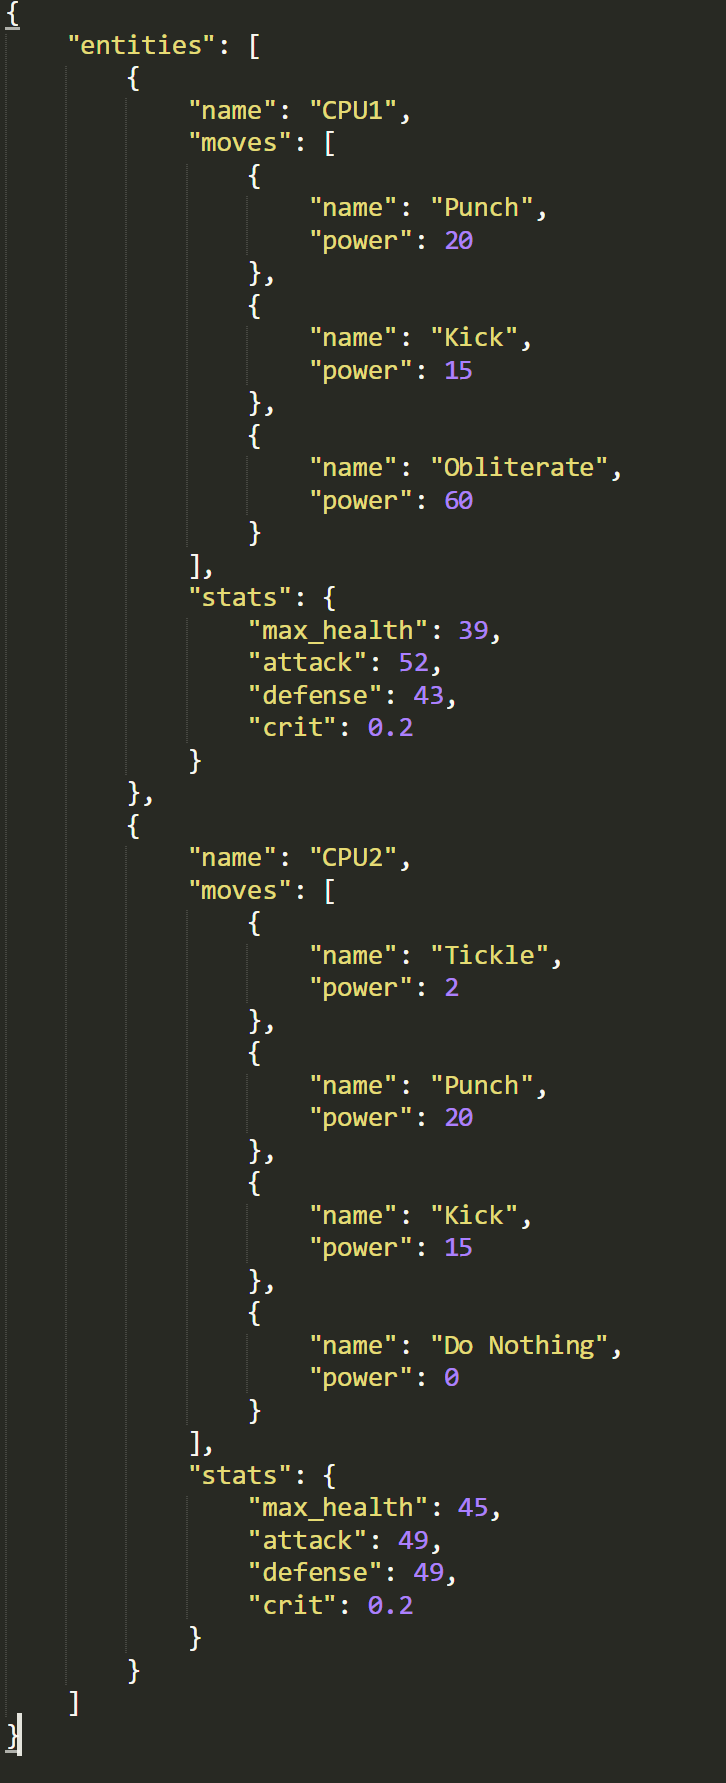 {
    "entities": [
        {
            "name": "CPU1",
            "moves": [
                {
                    "name": "Punch",
                    "power": 20
                },
                {
                    "name": "Kick",
                    "power": 15
                },
                {
                    "name": "Obliterate",
                    "power": 60
                }
            ],
            "stats": {
                "max_health": 39,
                "attack": 52,
                "defense": 43,
                "crit": 0.2
            }
        },
        {
            "name": "CPU2",
            "moves": [
                {
                    "name": "Tickle",
                    "power": 2
                },
                {
                    "name": "Punch",
                    "power": 20
                },
                {
                    "name": "Kick",
                    "power": 15
                },
                {
                    "name": "Do Nothing",
                    "power": 0
                }
            ],
            "stats": {
                "max_health": 45,
                "attack": 49,
                "defense": 49,
                "crit": 0.2
            }
        }
    ]
}